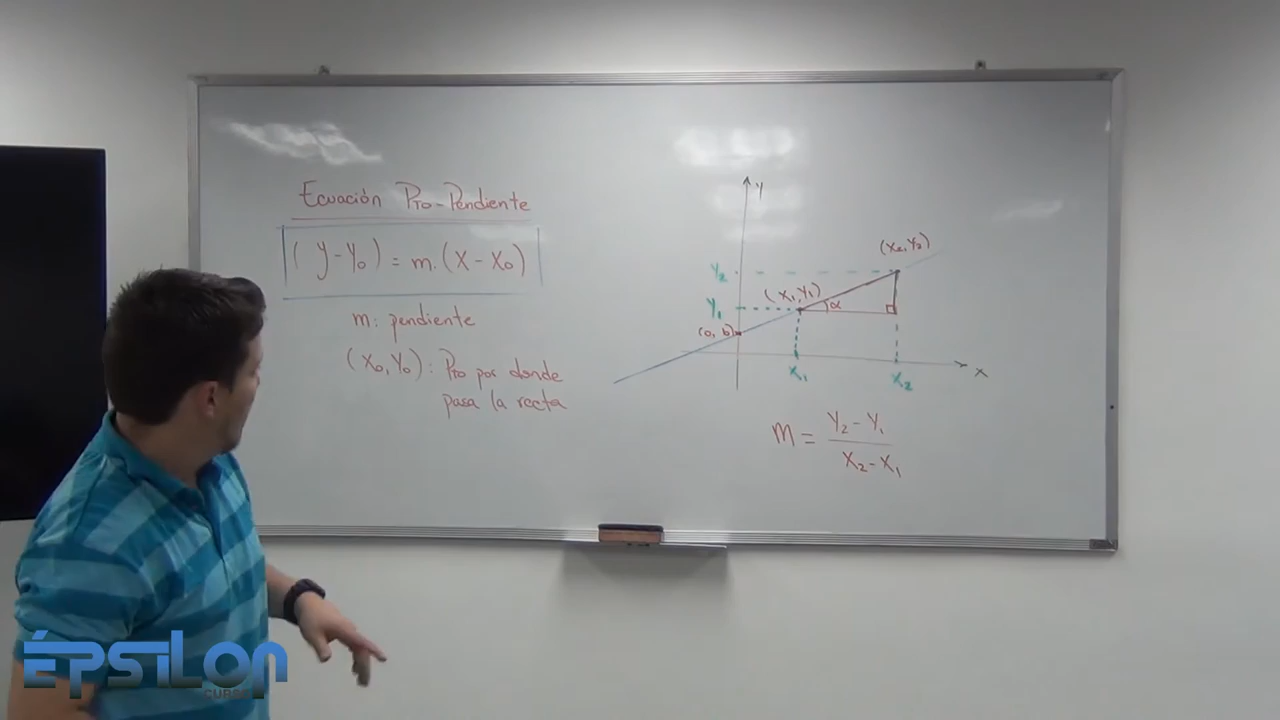 Ecuación Pto-Pendiente
(y-y₀) = m.(x-x₀)
m: pendiente
(x₀,y₀): Pto por donde
pasa la recta
y
(x₂,y₂)
y₂
(x₁,y₁)
α
y₁
(0,b)
x₁
x₂
x
m = y₂-y₁
x₂-x₁
ÉPSILON
CURSOS